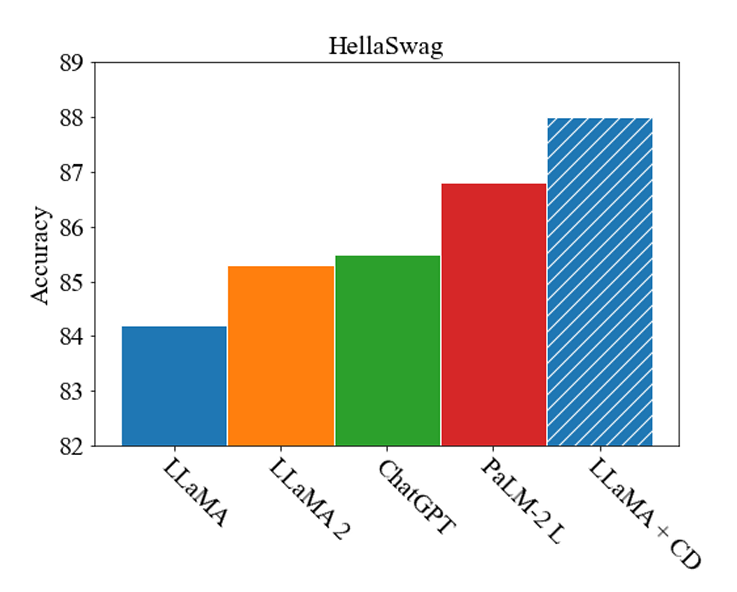 HellaSwag
Accuracy
89
88
87
86
85
84
83
82
LLaMA
LLaMA 2
ChatGPT
PaLM-2 L
LLaMA + CD